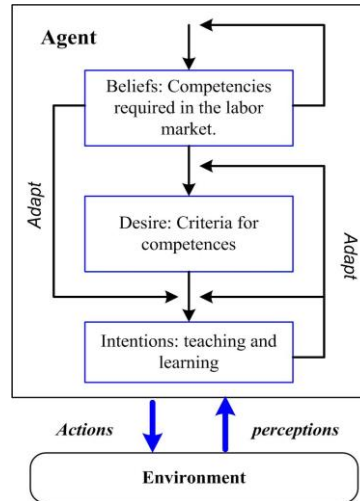 Agent
Beliefs: Competencies
required in the labor
market.
Adapt
Desire: Criteria for
competences
Adapt
Intentions: teaching and
learning
Actions
perceptions
Environment